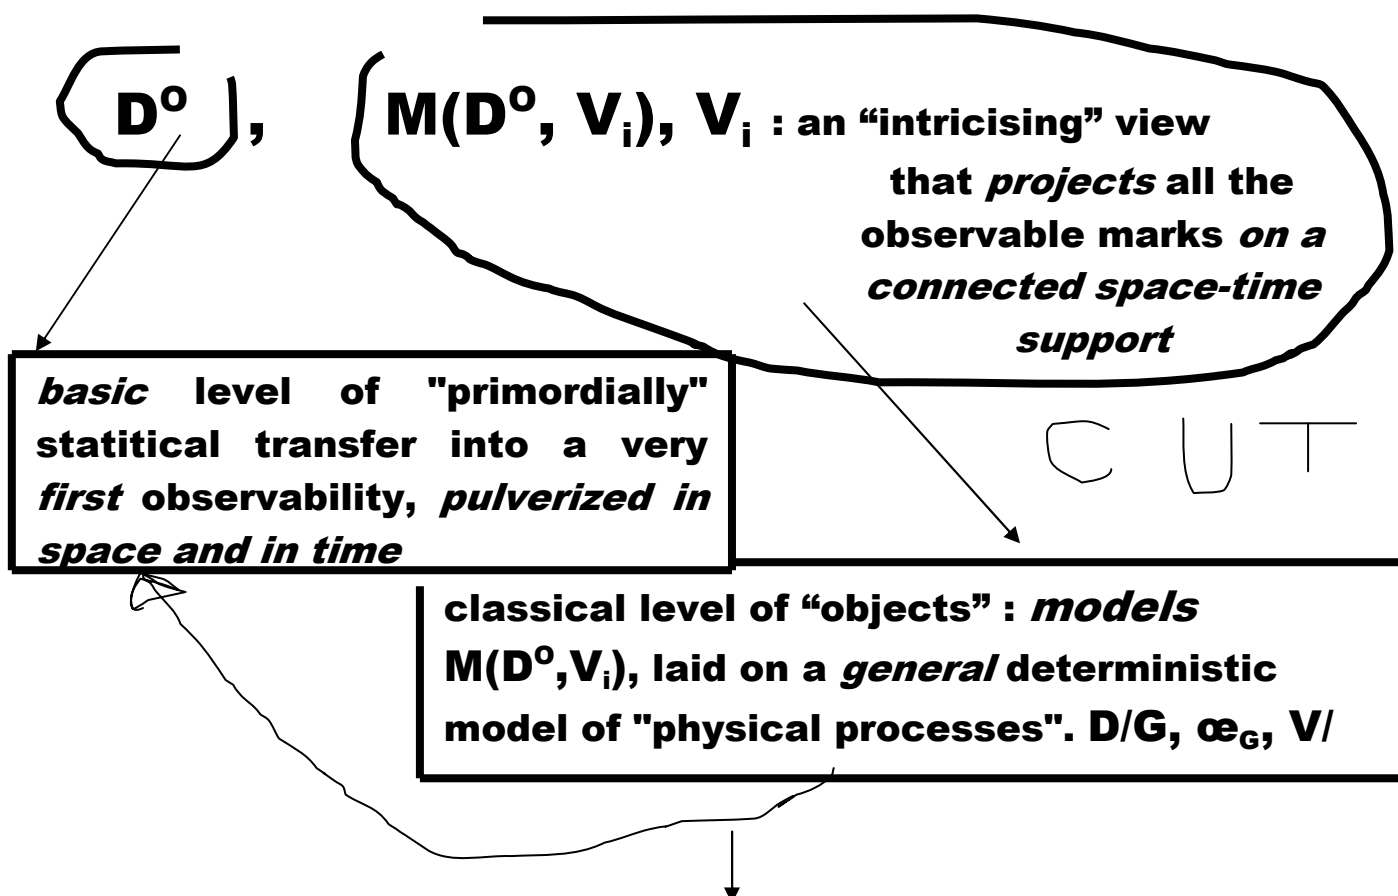 Dº, M(Dº, Vᵢ), Vᵢ : an “intricising” view
that projects all the
observable marks on a
connected space-time
support
basic level of "primordially"
statitical transfer into a very
first observability, pulverized in
space and in time
CUT
classical level of “objects” : models
M(Dº,Vᵢ), laid on a general deterministic
model of "physical processes". D/G, œG, V/